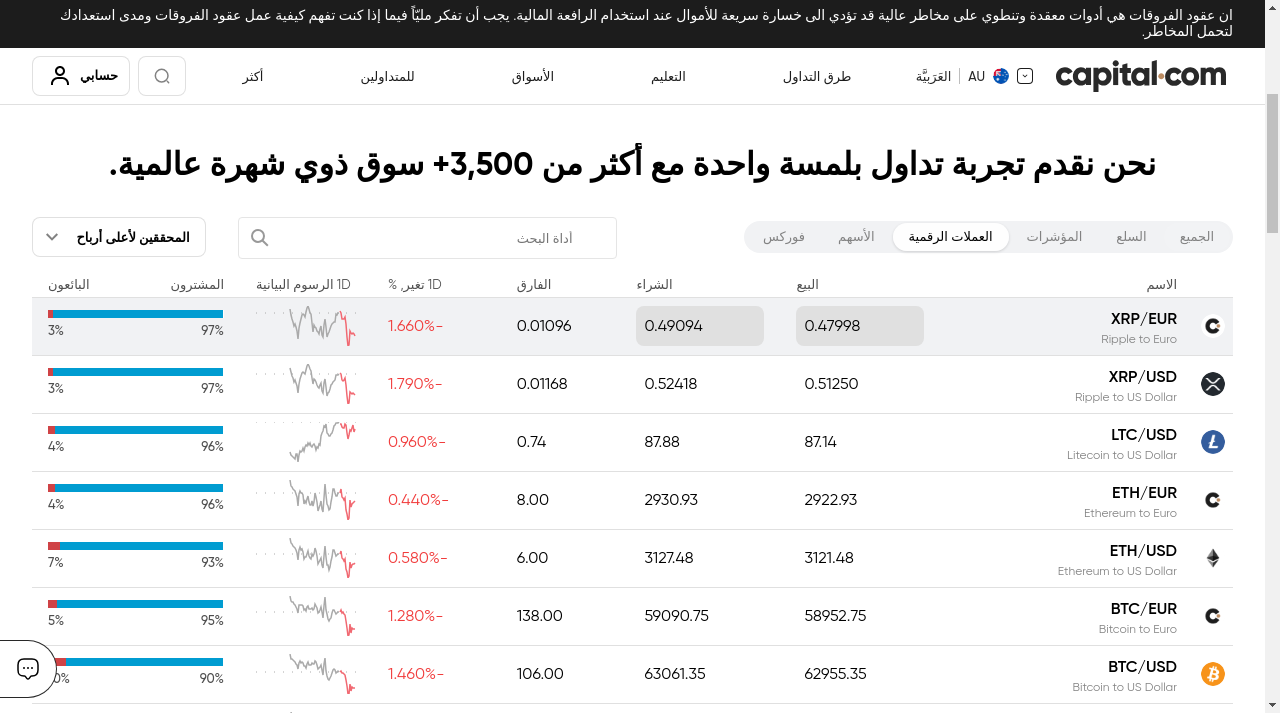 ان عقود الفروقات هي أدوات معقدة وتنطوي على مخاطر عالية قد تؤدي الى خسارة سريعة للأموال عند استخدام الرافعة المالية. يجب أن تفكر مليّاً فيما إذا كنت تفهم كيفية عمل عقود الفروقات ومدى استعدادك
لتحمل المخاطر.
capital.com AU العَرَبيَّة طرق التداول التعليم الأسواق للمتداولين أكثر حسابي
نحن نقدم تجربة تداول بلمسة واحدة مع أكثر من 3,500+ سوق ذوي شهرة عالمية.
الجميع السلع المؤشرات العملات الرقمية الأسهم فوركس أداة البحث المحققين لأعلى أرباح
الاسم البيع الشراء الفارق 1D تغير, % 1D الرسوم البيانية المشترون البائعون
XRP/EUR 0.47998 0.49094 0.01096 -1.660%
Ripple to Euro 97% 3%
XRP/USD 0.51250 0.52418 0.01168 -1.790%
Ripple to US Dollar 97% 3%
LTC/USD 87.14 87.88 0.74 -0.960%
Litecoin to US Dollar 96% 4%
ETH/EUR 2922.93 2930.93 8.00 -0.440%
Ethereum to Euro 96% 4%
ETH/USD 3121.48 3127.48 6.00 -0.580%
Ethereum to US Dollar 93% 7%
BTC/EUR 58952.75 59090.75 138.00 -1.280%
Bitcoin to Euro 95% 5%
BTC/USD 62955.35 63061.35 106.00 -1.460%
Bitcoin to US Dollar 90%